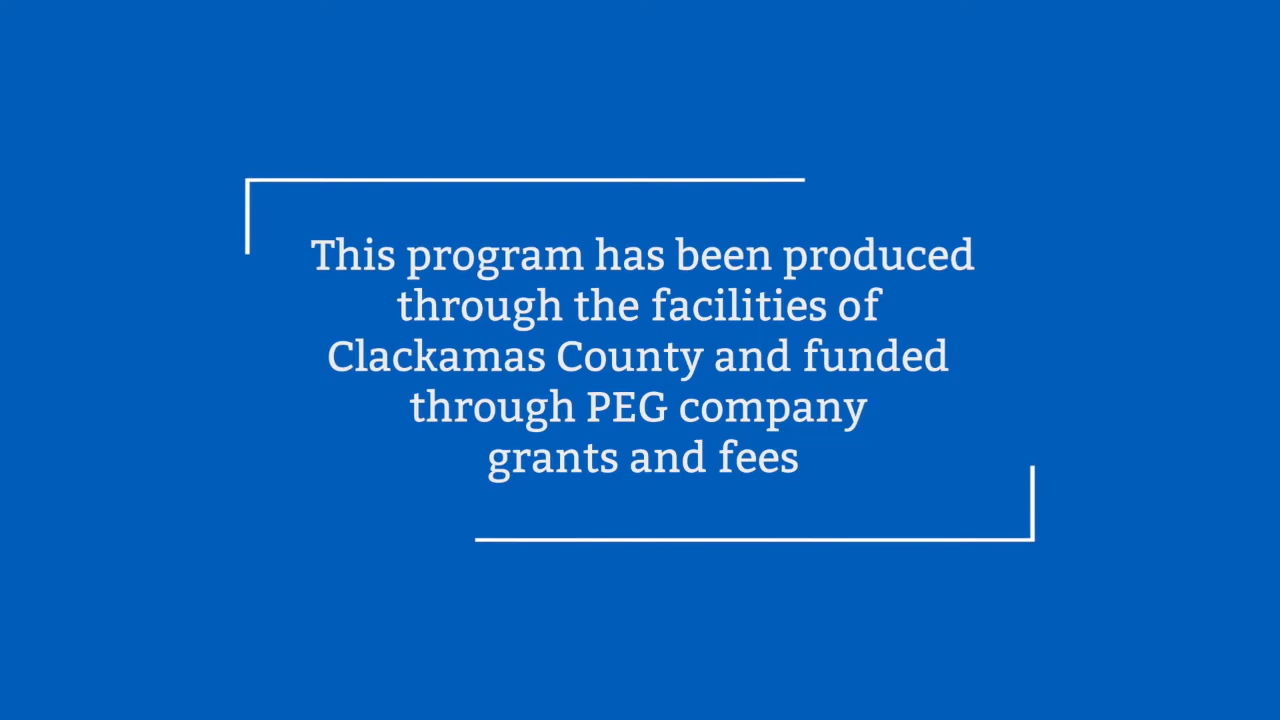 This program has been produced
through the facilities of
Clackamas County and funded
through PEG company
grants and fees